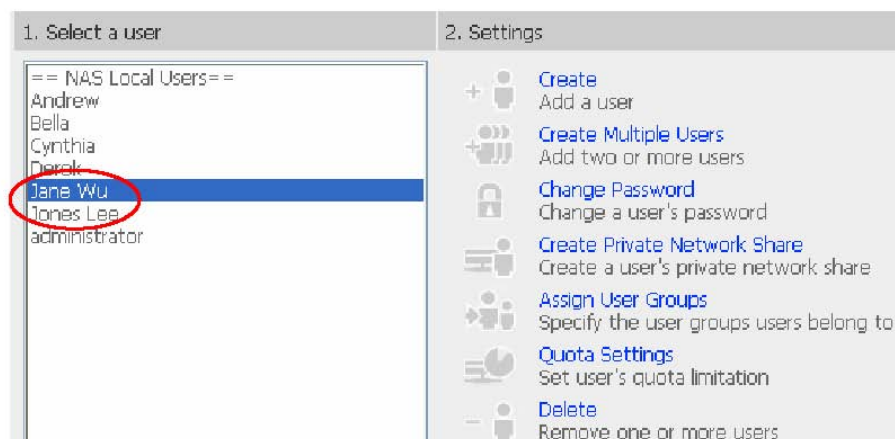 1. Select a user
== NAS Local Users==
Andrew
Bella
Cynthia
Derek
Jane Wu
Jones Lee
administrator
2. Settings
Create
Add a user
Create Multiple Users
Add two or more users
Change Password
Change a user's password
Create Private Network Share
Create a user's private network share
Assign User Groups
Specify the user groups users belong to
Quota Settings
Set user's quota limitation
Delete
Remove one or more users